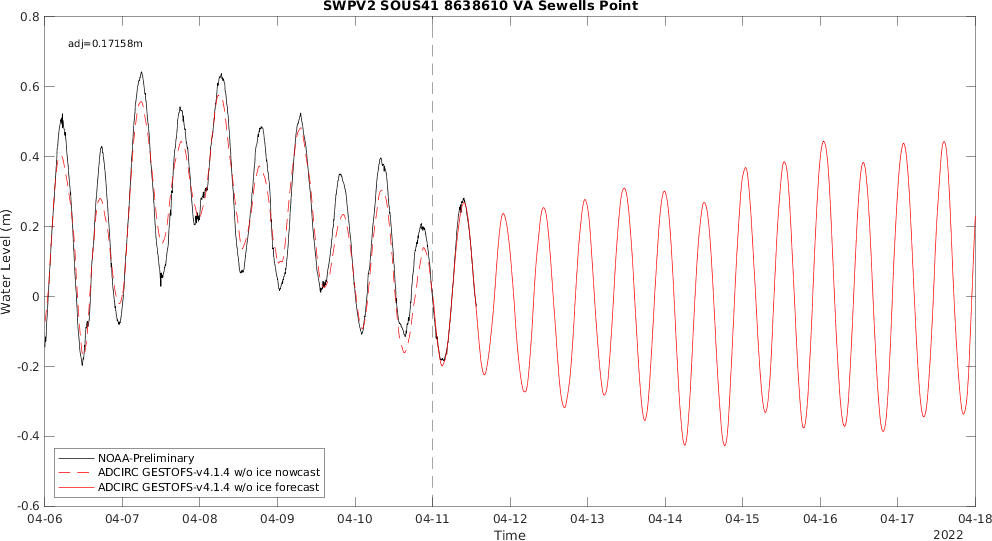 SWPV2 SOUS41 8638610 VA Sewells Point
adj=0.17158m
0.8
0.6
0.4
0.2
0
-0.2
-0.4
-0.6
Water Level (m)
NOAA-Preliminary
ADCIRC GESTOFS-v4.1.4 w/o ice nowcast
ADCIRC GESTOFS-v4.1.4 w/o ice forecast
04-06 04-07 04-08 04-09 04-10 04-11 04-12 04-13 04-14 04-15 04-16 04-17 04-18
Time
2022